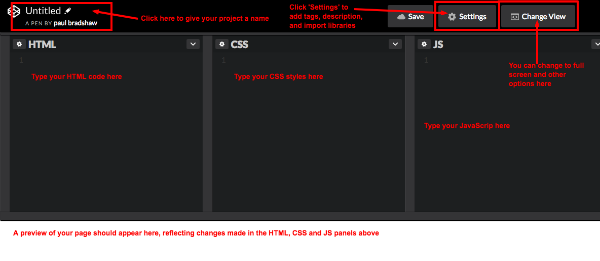 Untitled
A PEN BY paul bradshaw
Click here to give your project a name
Click 'Settings' to
add tags, description,
and import libraries
Save
Settings
Change View
HTML
CSS
JS
1
1
1
You can change to full
screen and other
options here
Type your HTML code here
Type your CSS styles here
Type your JavaScrip here
A preview of your page should appear here, reflecting changes made in the HTML, CSS and JS panels above